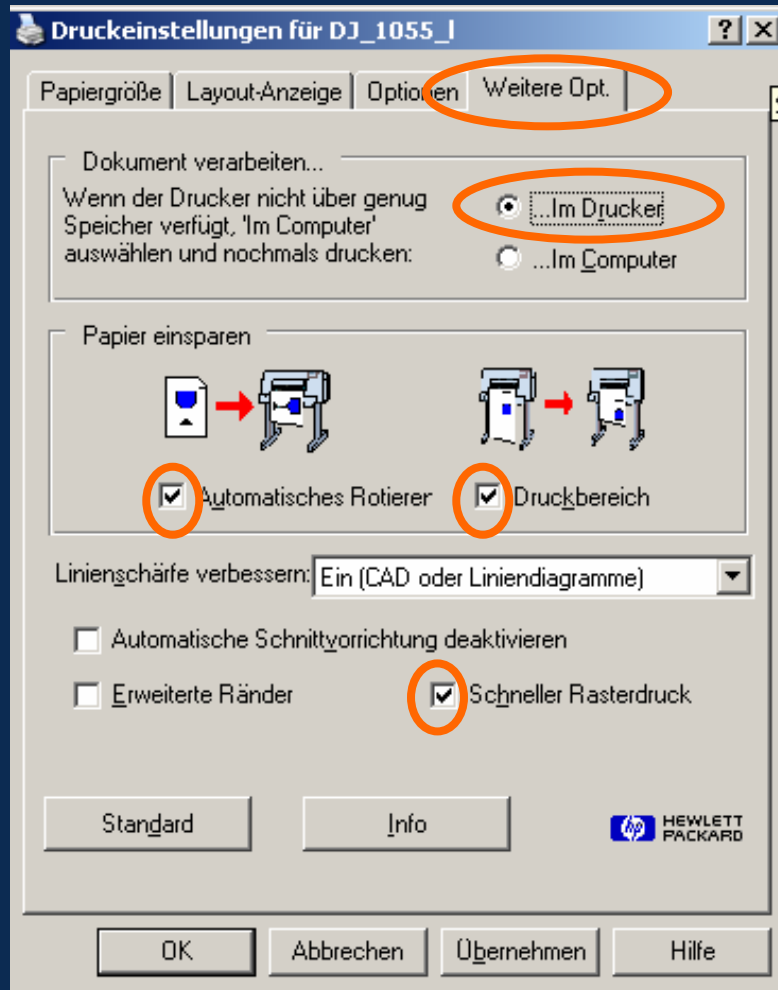 Druckeinstellungen für DJ_1055_l
Papiergröße Layout-Anzeige Optionen Weitere Opt.
Dokument verarbeiten...
Wenn der Drucker nicht über genug
Speicher verfügt, 'Im Computer'
auswählen und nochmals drucken:
...Im Drucker
...Im Computer
Papier einsparen
Automatisches Rotierer Druckbereich
Linienschärfe verbessern: Ein (CAD oder Liniendiagramme)
Automatische Schnittvorrichtung deaktivieren
Erweiterte Ränder Schneller Rasterdruck
Standard Info hp HEWLETT
PACKARD
OK Abbrechen Übernehmen Hilfe